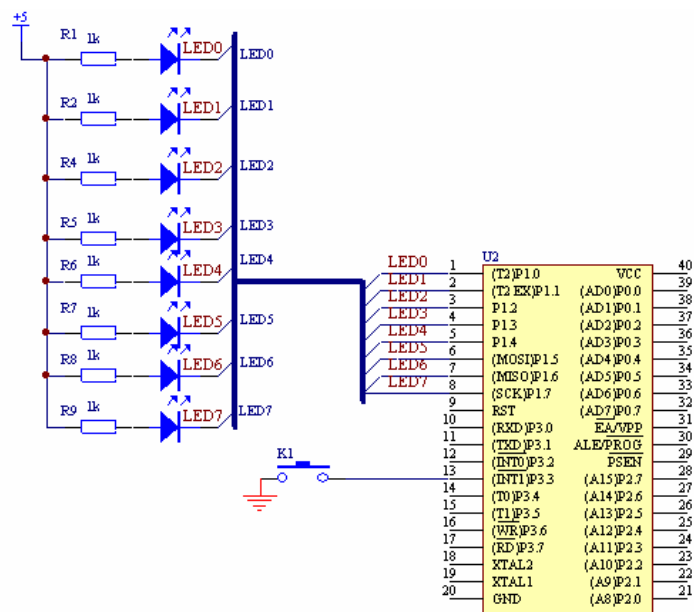 +5
R1 1k LED0 LED0
R2 1k LED1 LED1
R4 1k LED2 LED2
R5 1k LED3 LED3
R6 1k LED4 LED4
R7 1k LED5 LED5
R8 1k LED6 LED6
R9 1k LED7 LED7
K1
U2
LED0 1 (T2)P1.0 VCC 40
LED1 2 (T2 EX)P1.1 (AD0)P0.0 39
LED2 3 P1.2 (AD1)P0.1 38
LED3 4 P1.3 (AD2)P0.2 37
LED4 5 P1.4 (AD3)P0.3 36
LED5 6 (MOSI)P1.5 (AD4)P0.4 35
LED6 7 (MISO)P1.6 (AD5)P0.5 34
LED7 8 (SCK)P1.7 (AD6)P0.6 33
9 RST (AD7)P0.7 32
10 (RXD)P3.0 EA/VPP 31
11 (TXD)P3.1 ALE/PROG 30
12 (INT0)P3.2 PSEN 29
13 (INT1)P3.3 (A15)P2.7 28
14 (T0)P3.4 (A14)P2.6 27
15 (T1)P3.5 (A13)P2.5 26
16 (WR)P3.6 (A12)P2.4 25
17 (RD)P3.7 (A11)P2.3 24
18 XTAL2 (A10)P2.2 23
19 XTAL1 (A9)P2.1 22
20 GND (A8)P2.0 21